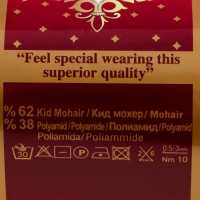 “Feel special wearing this
superior quality”
%62 Kid Mohair / Кид мохер/ Mohair
%38 Polyamid / Polyamide / Полиамид /
Poliamida / Poliammide
30
0.5-3mm
Nm 10